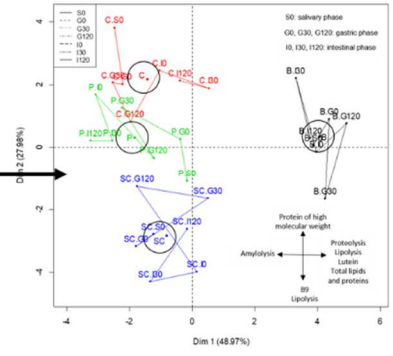 S0
G0
G30
G120
I0
I30
I120
S0: salivary phase
G0, G30, G120: gastric phase
I0, I30, I120: intestinal phase
C.S0
C.I0
C
C.I120
C.I30
C.G120
P.I0
P.G30
P.G0
P.I120
P
P.S0
B.I30
B.G0
B.G120
B.I120
B.G30
SC.G120
SC.G30
SC.S0
SC.I120
SC.G0
SC
SC.I0
SC.I30
Protein of high
molecular weight
Amylolysis
Proteolysis
Lipolysis
Lutein
Total lipids
and proteins
B9
Lipolysis
Dim 2 (27.98%)
4
2
0
-2
-4
-4
-2
0
2
4
6
Dim 1 (48.97%)